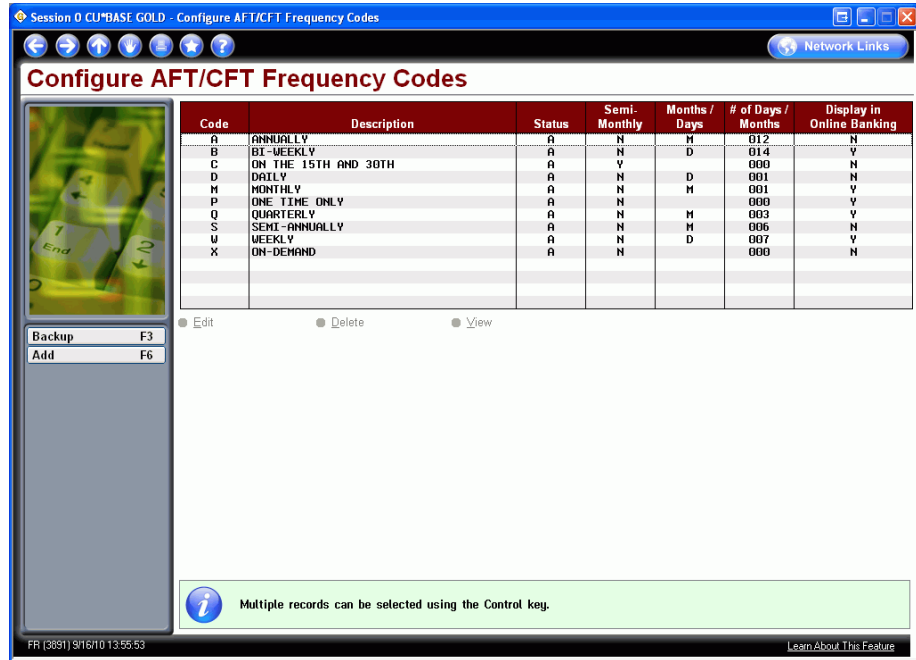 Session 0 CU*BASE GOLD - Configure AFT/CFT Frequency Codes
Network Links
Configure AFT/CFT Frequency Codes
Code Description Status Semi-Monthly Months / Days # of Days / Months Display in Online Banking
A ANNUALLY A N M 012 N
B BI-WEEKLY A N D 014 Y
C ON THE 15TH AND 30TH A Y 000 N
D DAILY A N D 001 N
M MONTHLY A N M 001 Y
P ONE TIME ONLY A N 000 Y
Q QUARTERLY A N M 003 Y
S SEMI-ANNUALLY A N M 006 N
W WEEKLY A N D 007 Y
X ON-DEMAND A N 000 N
Edit Delete View
Backup F3
Add F6
Multiple records can be selected using the Control key.
FR (3891) 9/16/10 13:55:53
Learn About This Feature